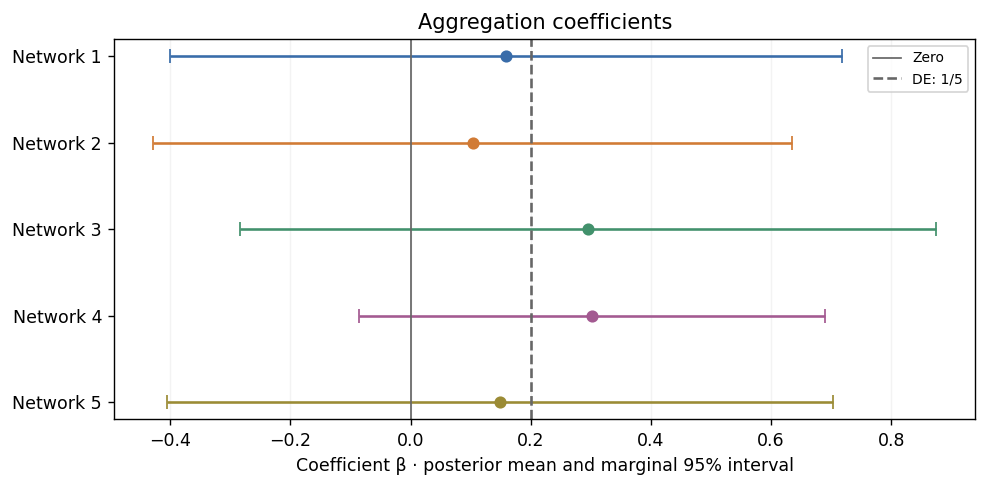 Aggregation coefficients
Network 1
Network 2
Network 3
Network 4
Network 5
Zero
DE: 1/5
−0.4 −0.2 0.0 0.2 0.4 0.6 0.8
Coefficient β · posterior mean and marginal 95% interval